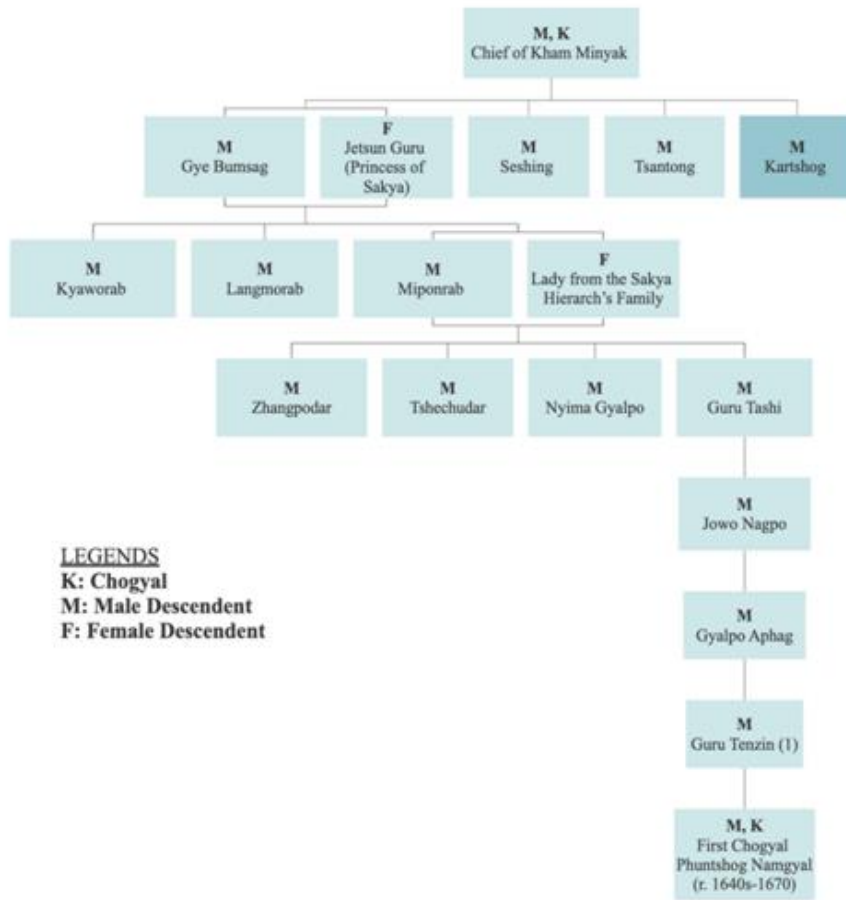 M, K
Chief of Kham Minyak
M
Gye Bumsag
F
Jetsun Guru
(Princess of
Sakya)
M
Seshing
M
Tsantong
M
Kartshog
M
Kyaworab
M
Langmorab
M
Miponrab
F
Lady from the Sakya
Hierarch's Family
M
Zhangpodar
M
Tshechudar
M
Nyima Gyalpo
M
Guru Tashi
M
Jowo Nagpo
LEGENDS
K: Chogyal
M: Male Descendent
F: Female Descendent
M
Gyalpo Aphag
M
Guru Tenzin (1)
M, K
First Chogyal
Phuntshog Namgyal
(r. 1640s-1670)